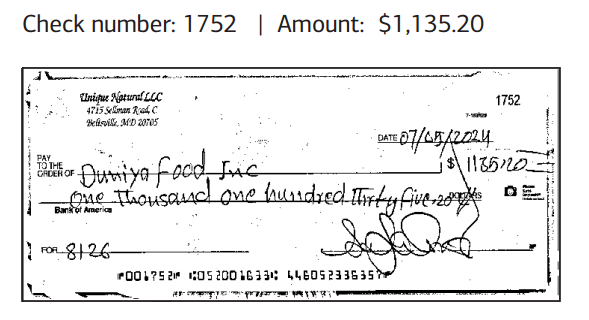 Check number: 1752 | Amount: $1,135.20
Unique Natural LLC
4715 Sellman Road, C
Beltsville, MD 20705
1752
DATE 07/05/2024
PAY TO THE ORDER OF Duniya Food Inc $ 1135.20
One Thousand one hundred Thirty five 20 DOLLARS
Bank of America
FOR 8126
⑈001752⑈ ⑆052001633⑆ 446052336357⑈